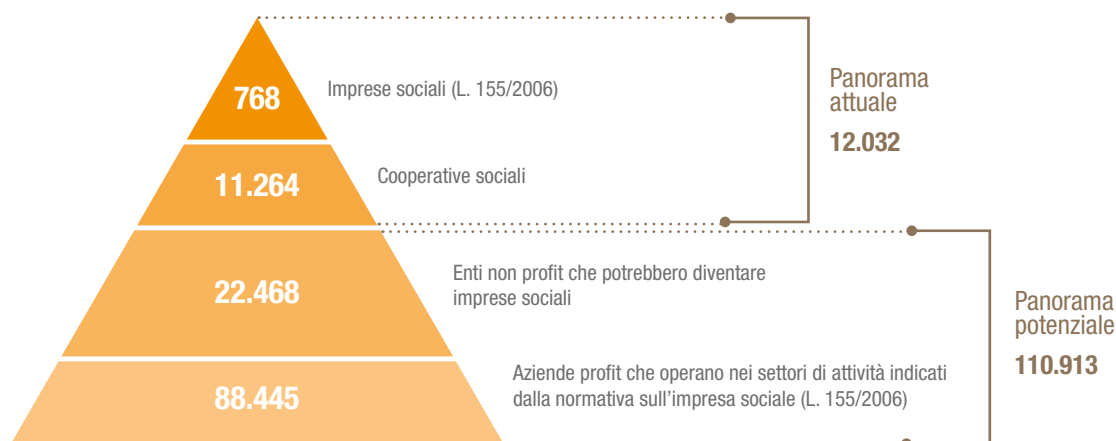 768
Imprese sociali (L. 155/2006)
Panorama
attuale
12.032
11.264
Cooperative sociali
22.468
Enti non profit che potrebbero diventare
imprese sociali
Panorama
potenziale
110.913
88.445
Aziende profit che operano nei settori di attività indicati
dalla normativa sull'impresa sociale (L. 155/2006)